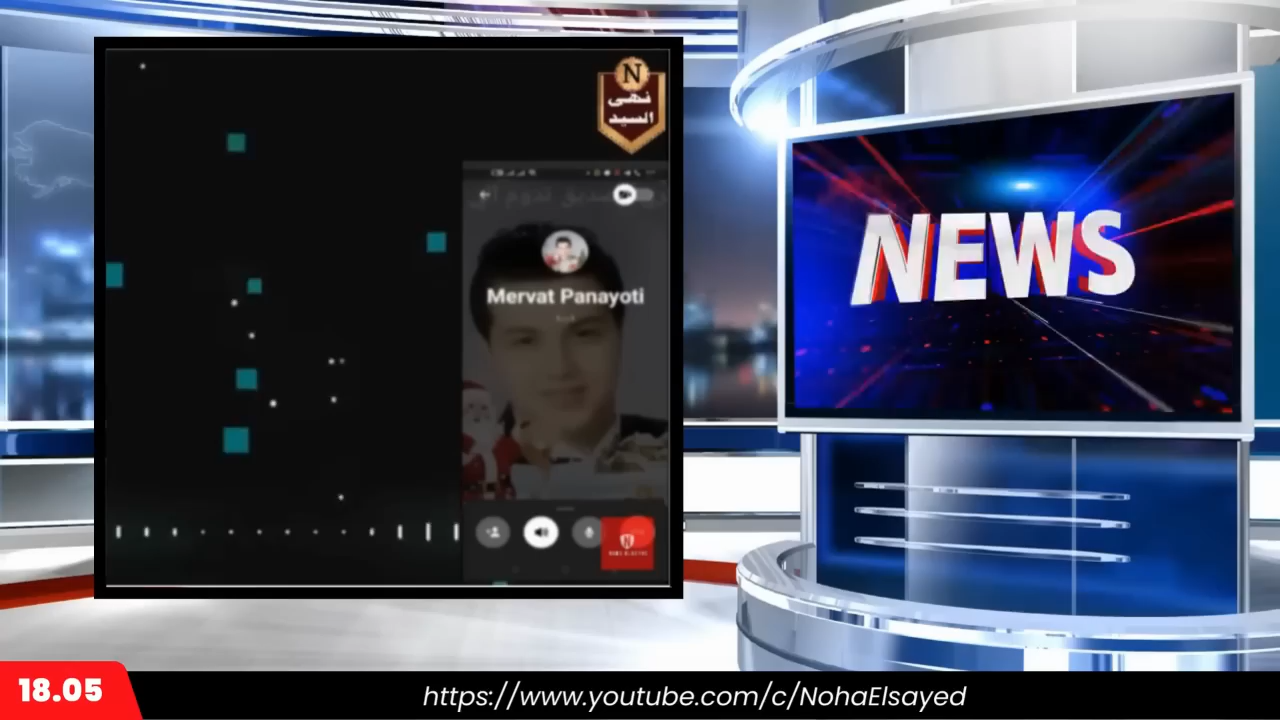 N
نهى
السيد
Mervat Panayoti
NEWS
18.05
https://www.youtube.com/c/NohaElsayed